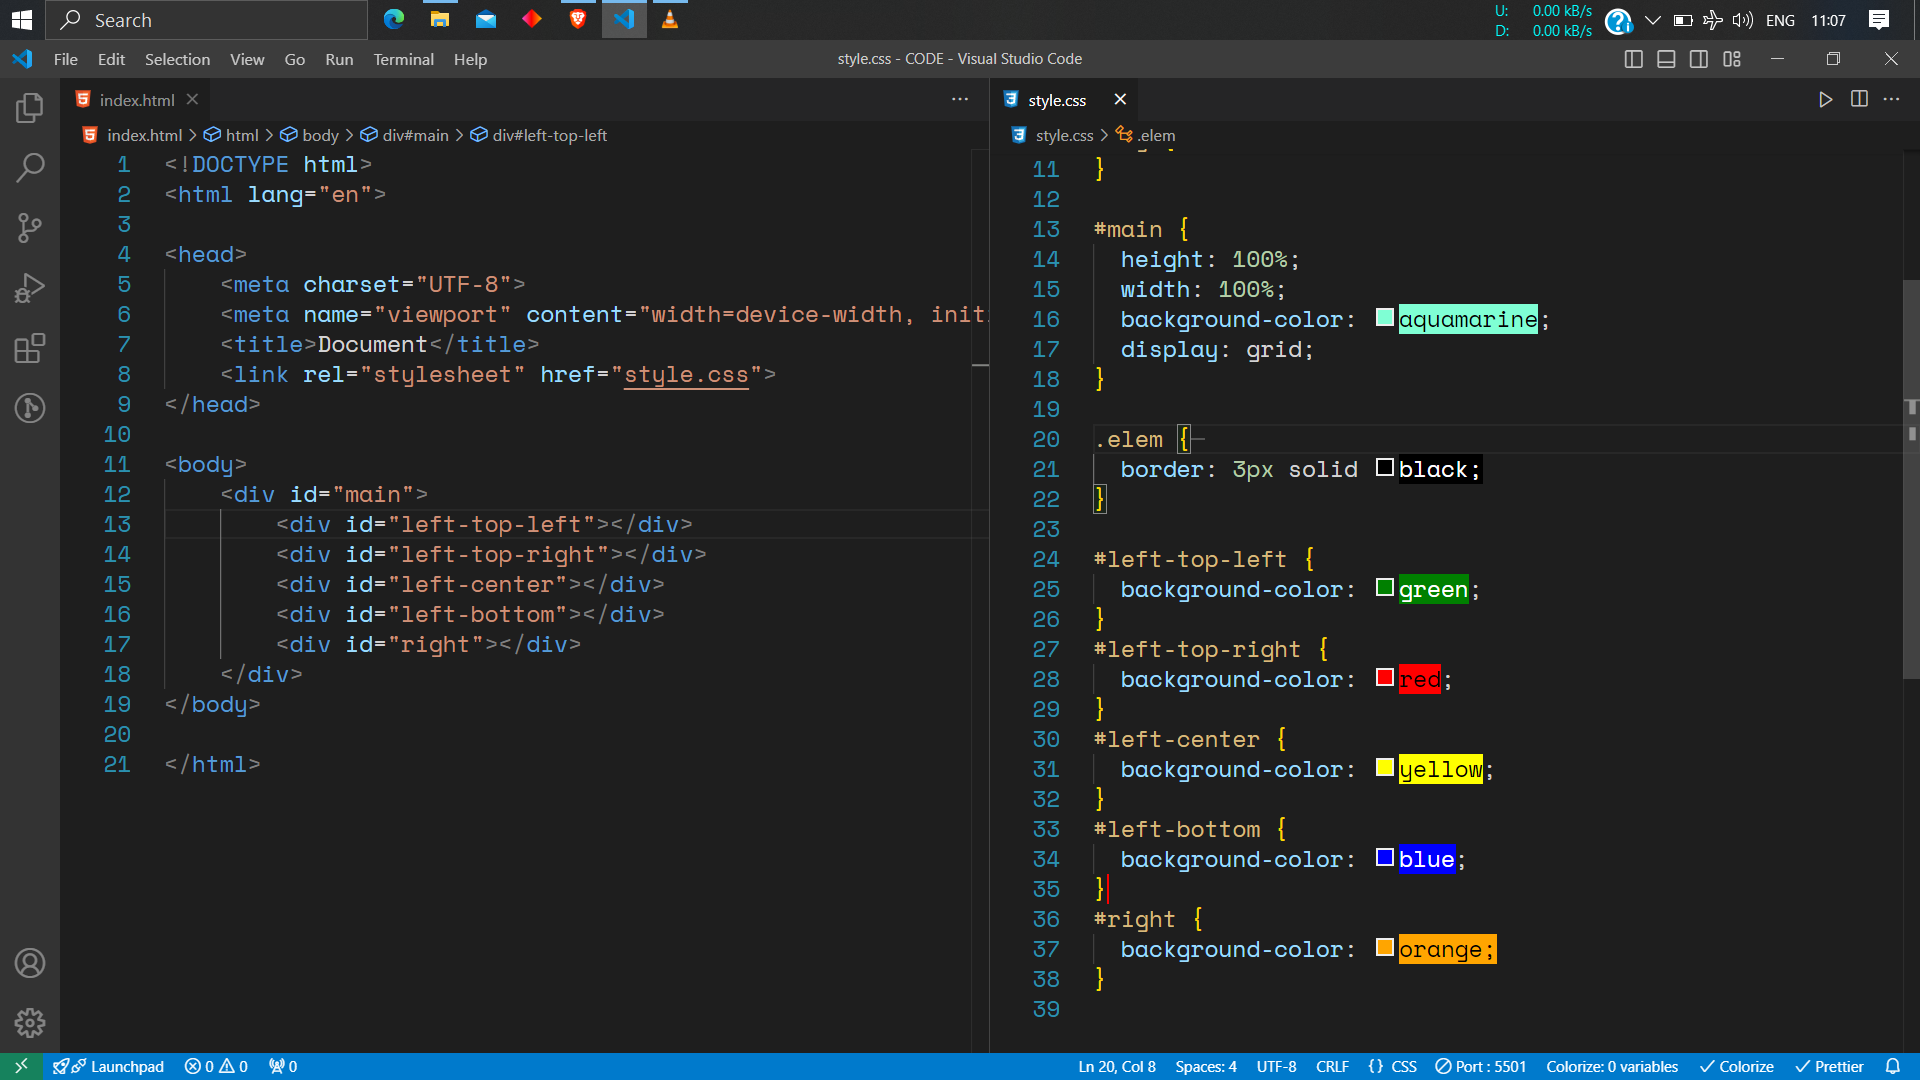 Search
U: 0.00 kB/s
D: 0.00 kB/s
ENG 11:07
File Edit Selection View Go Run Terminal Help
style.css - CODE - Visual Studio Code
index.html
index.html > html > body > div#main > div#left-top-left
1 <!DOCTYPE html>
2 <html lang="en">
3
4 <head>
5 <meta charset="UTF-8">
6 <meta name="viewport" content="width=device-width, init
7 <title>Document</title>
8 <link rel="stylesheet" href="style.css">
9 </head>
10
11 <body>
12 <div id="main">
13 <div id="left-top-left"></div>
14 <div id="left-top-right"></div>
15 <div id="left-center"></div>
16 <div id="left-bottom"></div>
17 <div id="right"></div>
18 </div>
19 </body>
20
21 </html>
style.css
style.css > .elem
11 }
12
13 #main {
14 height: 100%;
15 width: 100%;
16 background-color: aquamarine;
17 display: grid;
18 }
19
20 .elem {
21 border: 3px solid black;
22 }
23
24 #left-top-left {
25 background-color: green;
26 }
27 #left-top-right {
28 background-color: red;
29 }
30 #left-center {
31 background-color: yellow;
32 }
33 #left-bottom {
34 background-color: blue;
35 }
36 #right {
37 background-color: orange;
38 }
39
Launchpad 0 0 0
Ln 20, Col 8 Spaces: 4 UTF-8 CRLF { } CSS Port : 5501 Colorize: 0 variables Colorize Prettier